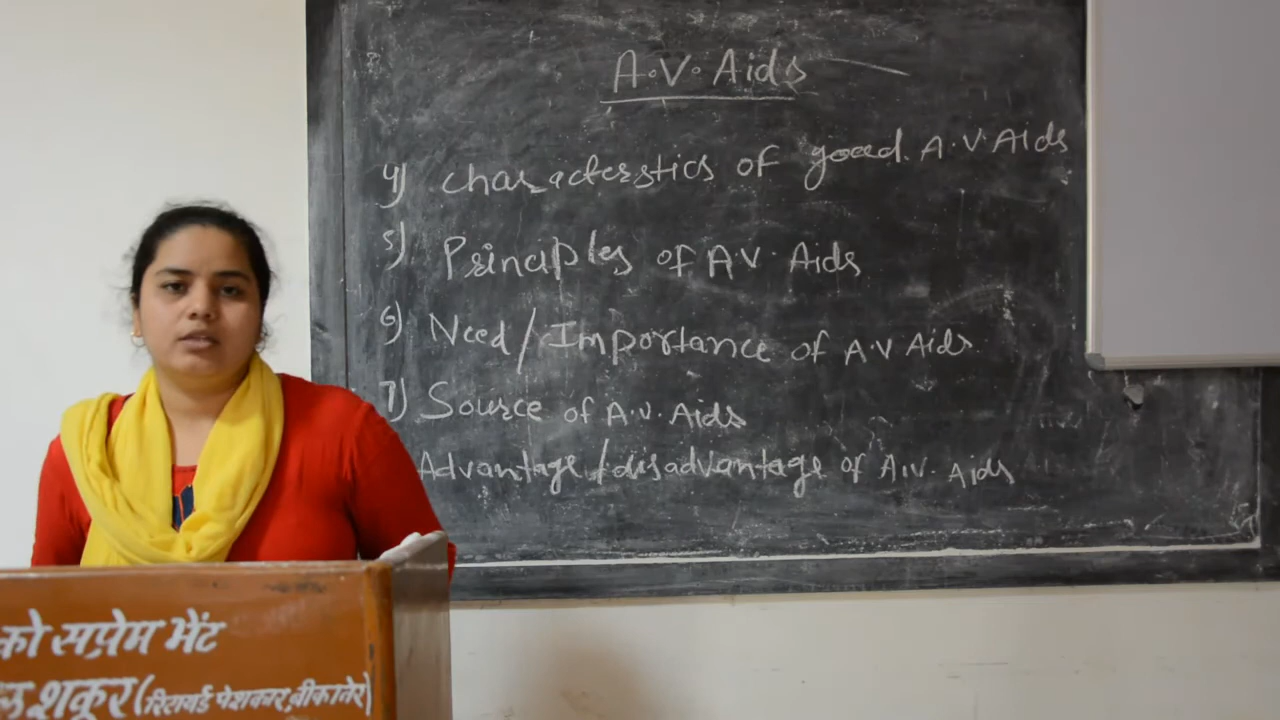 A.V. Aids
4) Characterstics of good. A.V. Aids
5) Principles of A.V. Aids
6) Need/Importance of A.V Aids
7) Source of A.V. Aids
Advantage/disadvantage of A.V. Aids
को सप्रेम भेंट
शकूर (रिटायर्ड पेशकार, बीकानेर)